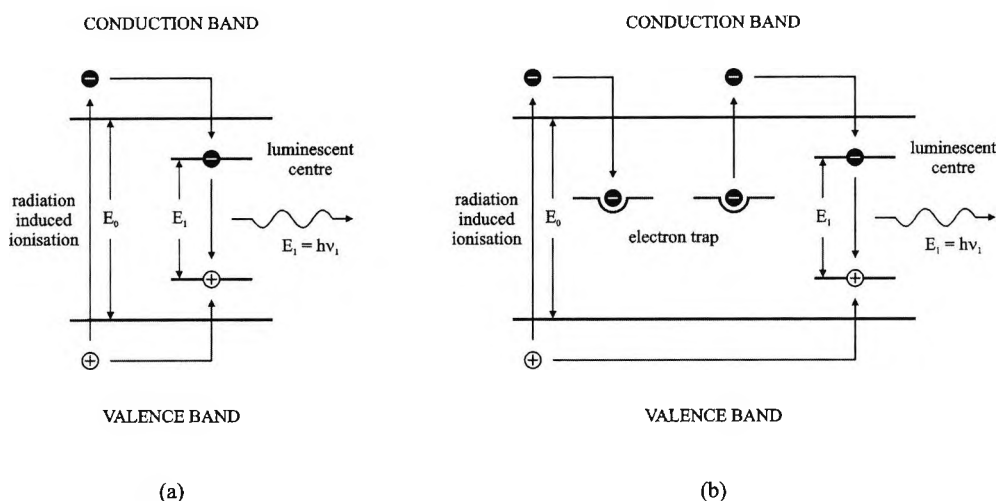 CONDUCTION BAND
radiation
induced
ionisation
E₀
E₁
luminescent
centre
E₁ = hν₁
VALENCE BAND
(a)
CONDUCTION BAND
radiation
induced
ionisation
E₀
electron trap
E₁
luminescent
centre
E₁ = hν₁
VALENCE BAND
(b)